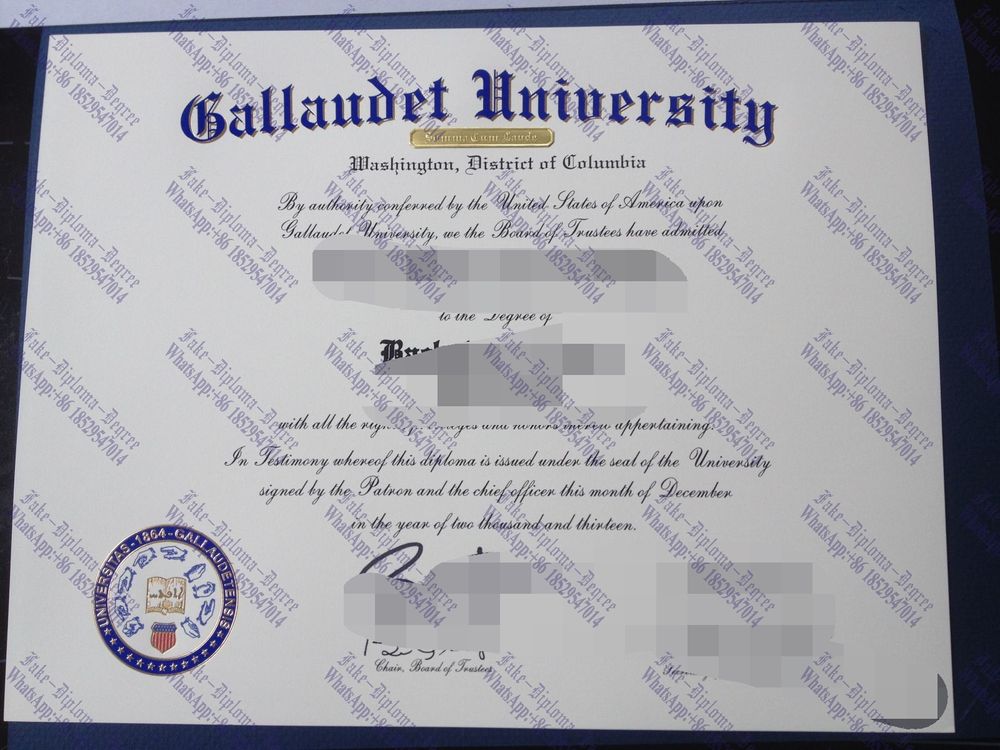 Gallaudet University
Summa Cum Laude
Washington, District of Columbia
By authority conferred by the United States of America upon
Gallaudet University, we the Board of Trustees have admitted
to the Degree of
with all the and honors therein appertaining.
In Testimony whereof this diploma is issued under the seal of the University
signed by the Patron and the chief officer this month of December
in the year of two thousand and thirteen.
UNIVERSITAS·1864·GALLAUDETENSIS
Chair, Board of Trustees
Fake-Diploma-Degree
WhatsApp:+86 18529547014